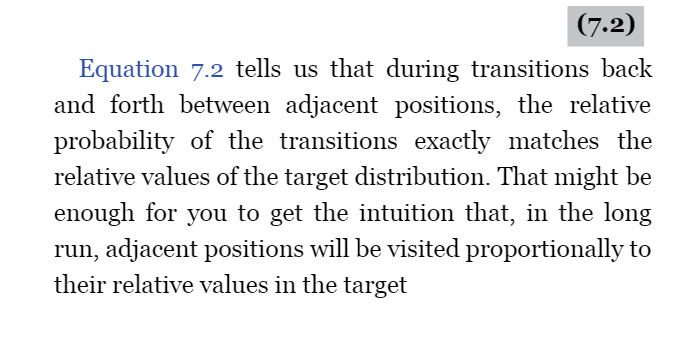 (7.2)
Equation 7.2 tells us that during transitions back
and forth between adjacent positions, the relative
probability of the transitions exactly matches the
relative values of the target distribution. That might be
enough for you to get the intuition that, in the long
run, adjacent positions will be visited proportionally to
their relative values in the target